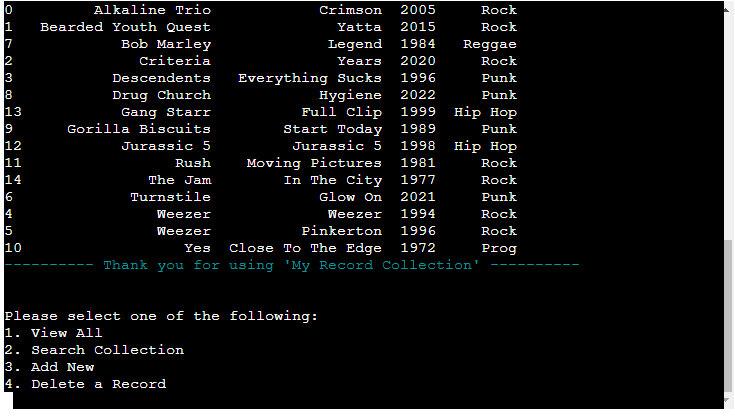 0 Alkaline Trio Crimson 2005 Rock
1 Bearded Youth Quest Yatta 2015 Rock
7 Bob Marley Legend 1984 Reggae
2 Criteria Years 2020 Rock
3 Descendents Everything Sucks 1996 Punk
8 Drug Church Hygiene 2022 Punk
13 Gang Starr Full Clip 1999 Hip Hop
9 Gorilla Biscuits Start Today 1989 Punk
12 Jurassic 5 Jurassic 5 1998 Hip Hop
11 Rush Moving Pictures 1981 Rock
14 The Jam In The City 1977 Rock
6 Turnstile Glow On 2021 Punk
4 Weezer Weezer 1994 Rock
5 Weezer Pinkerton 1996 Rock
10 Yes Close To The Edge 1972 Prog
---------- Thank you for using 'My Record Collection' ----------
Please select one of the following:
1. View All
2. Search Collection
3. Add New
4. Delete a Record